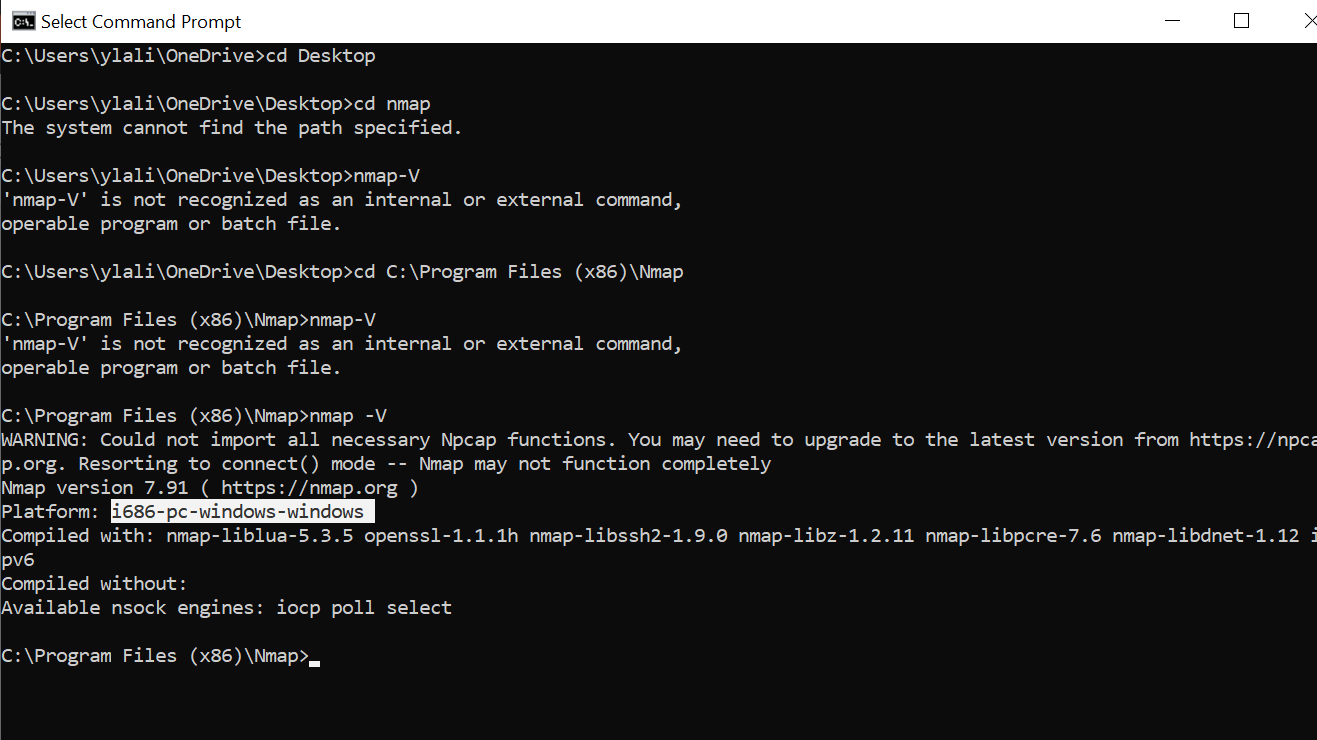 Select Command Prompt
C:\Users\ylali\OneDrive>cd Desktop
C:\Users\ylali\OneDrive\Desktop>cd nmap
The system cannot find the path specified.
C:\Users\ylali\OneDrive\Desktop>nmap-V
'nmap-V' is not recognized as an internal or external command,
operable program or batch file.
C:\Users\ylali\OneDrive\Desktop>cd C:\Program Files (x86)\Nmap
C:\Program Files (x86)\Nmap>nmap-V
'nmap-V' is not recognized as an internal or external command,
operable program or batch file.
C:\Program Files (x86)\Nmap>nmap -V
WARNING: Could not import all necessary Npcap functions. You may need to upgrade to the latest version from https://npca
p.org. Resorting to connect() mode -- Nmap may not function completely
Nmap version 7.91 ( https://nmap.org )
Platform: i686-pc-windows-windows
Compiled with: nmap-liblua-5.3.5 openssl-1.1.1h nmap-libssh2-1.9.0 nmap-libz-1.2.11 nmap-libpcre-7.6 nmap-libdnet-1.12 i
pv6
Compiled without:
Available nsock engines: iocp poll select
C:\Program Files (x86)\Nmap>